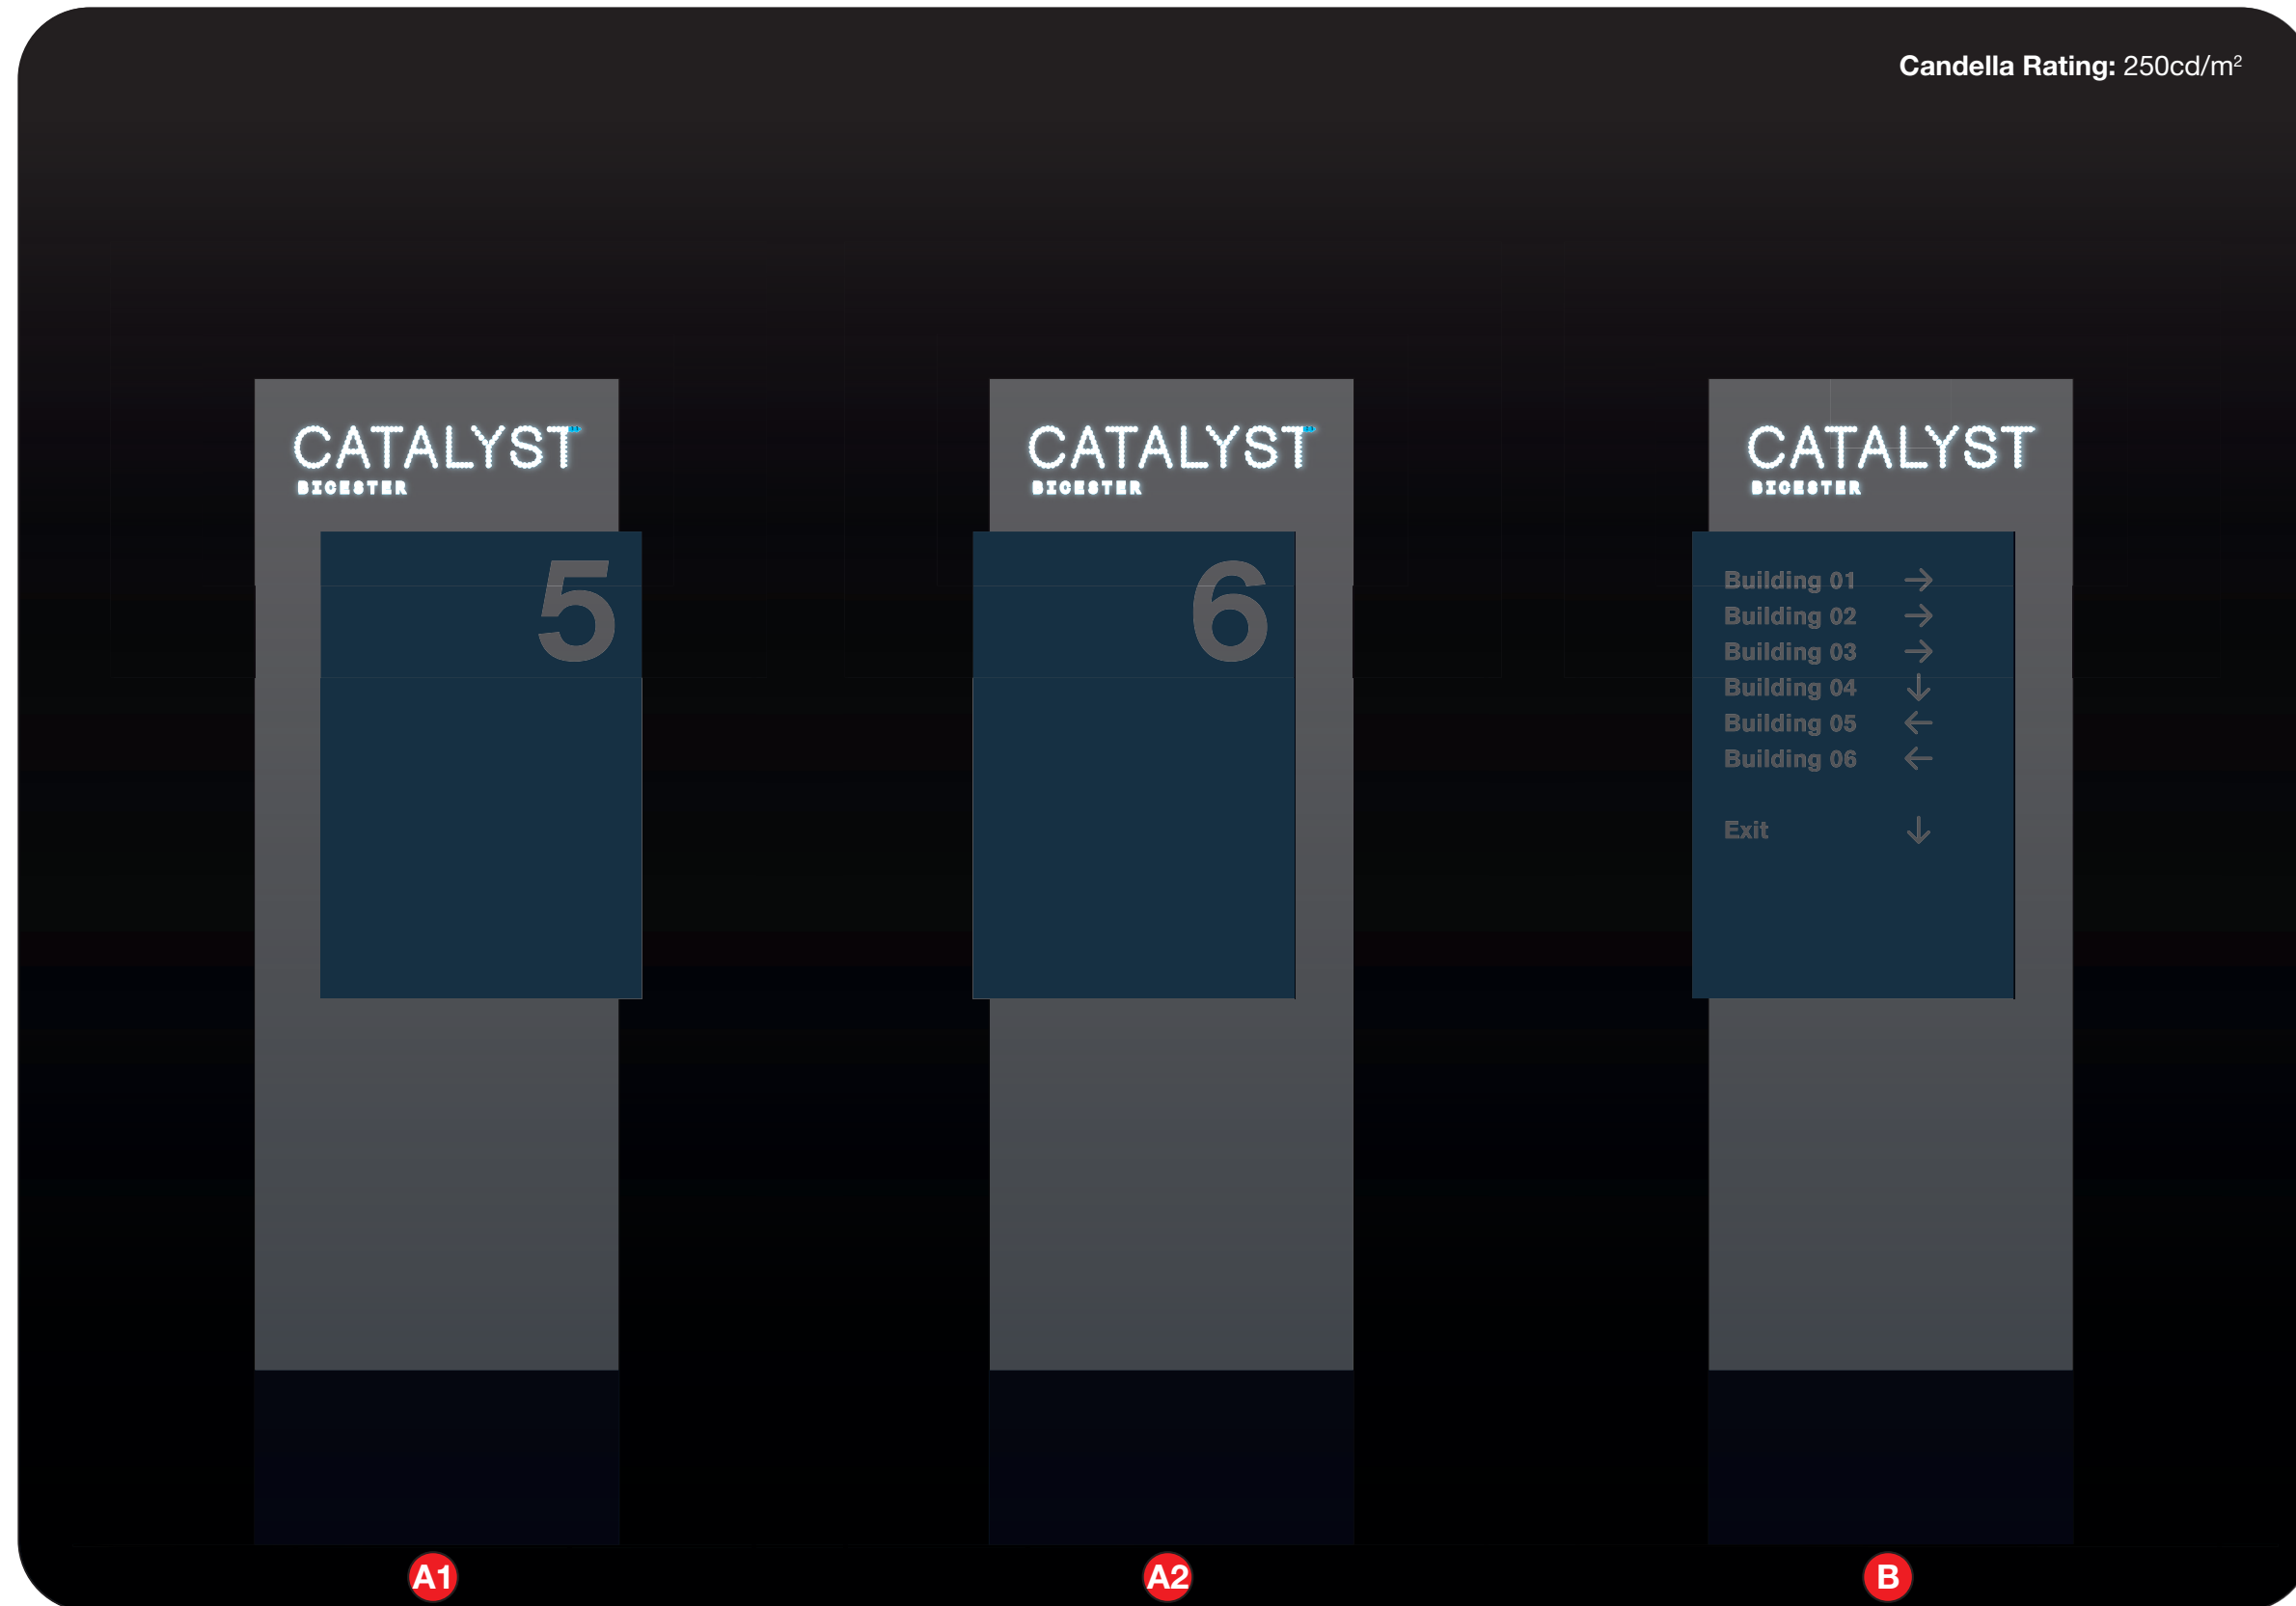 Candella Rating: 250cd/m²
CATALYST
BICESTER
5
CATALYST
BICESTER
6
CATALYST
BICESTER
Building 01 →
Building 02 →
Building 03 →
Building 04 ↓
Building 05 ←
Building 06 ←
Exit ↓
A1
A2
B